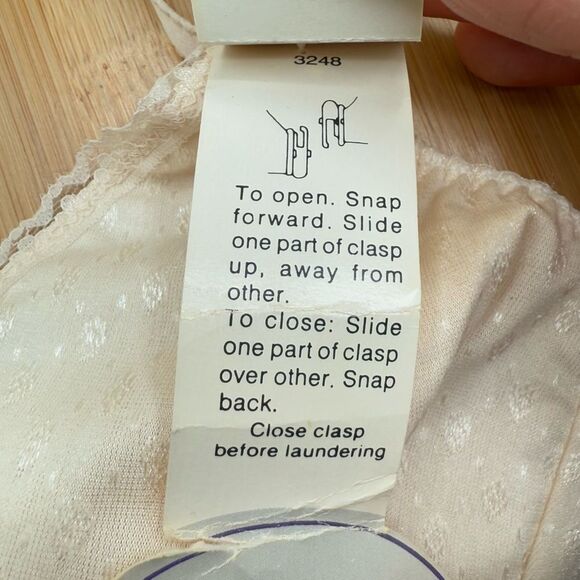 3248
To open. Snap
forward. Slide
one part of clasp
up, away from
other.
To close: Slide
one part of clasp
over other. Snap
back.
Close clasp
before laundering